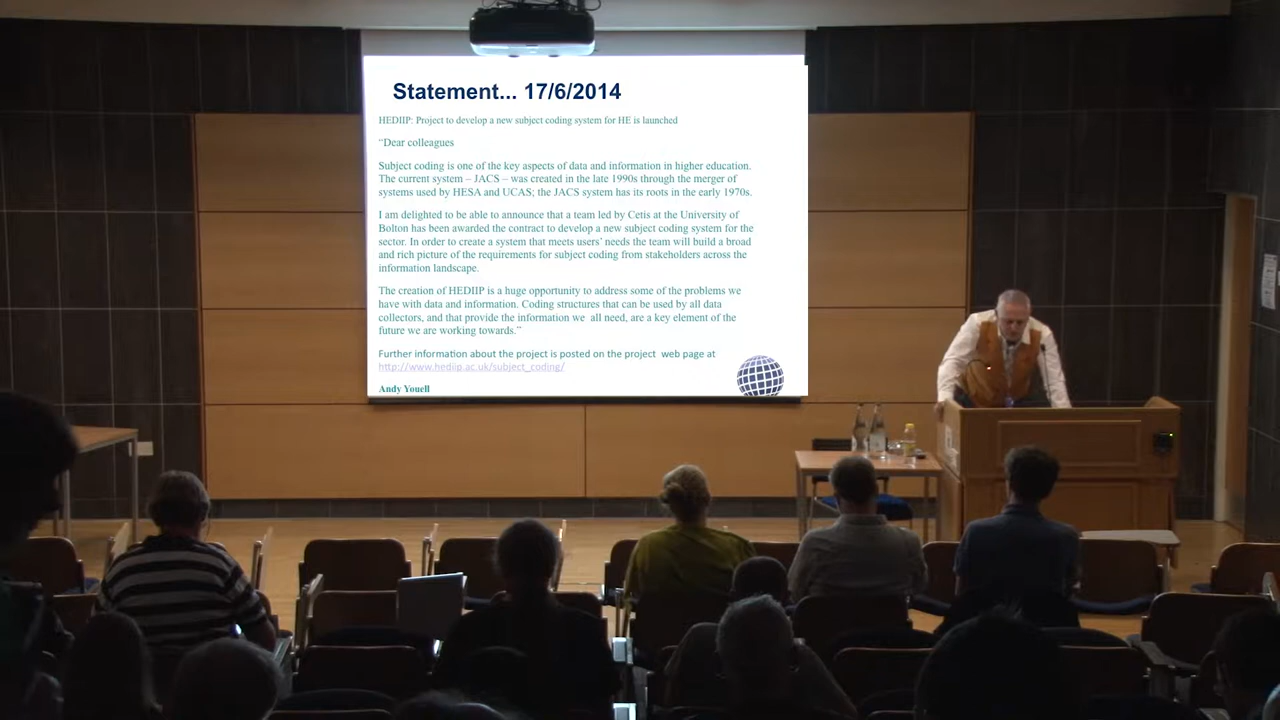 Statement... 17/6/2014
HEDIIP: Project to develop a new subject coding system for HE is launched
"Dear colleagues
Subject coding is one of the key aspects of data and information in higher education.
The current system – JACS – was created in the late 1990s through the merger of
systems used by HESA and UCAS; the JACS system has its roots in the early 1970s.
I am delighted to be able to announce that a team led by Cetis at the University of
Bolton has been awarded the contract to develop a new subject coding system for the
sector. In order to create a system that meets users' needs the team will build a broad
and rich picture of the requirements for subject coding from stakeholders across the
information landscape.
The creation of HEDIIP is a huge opportunity to address some of the problems we
have with data and information. Coding structures that can be used by all data
collectors, and that provide the information we all need, are a key element of the
future we are working towards."
Further information about the project is posted on the project web page at
http://www.hediip.ac.uk/subject_coding/
Andy Youell